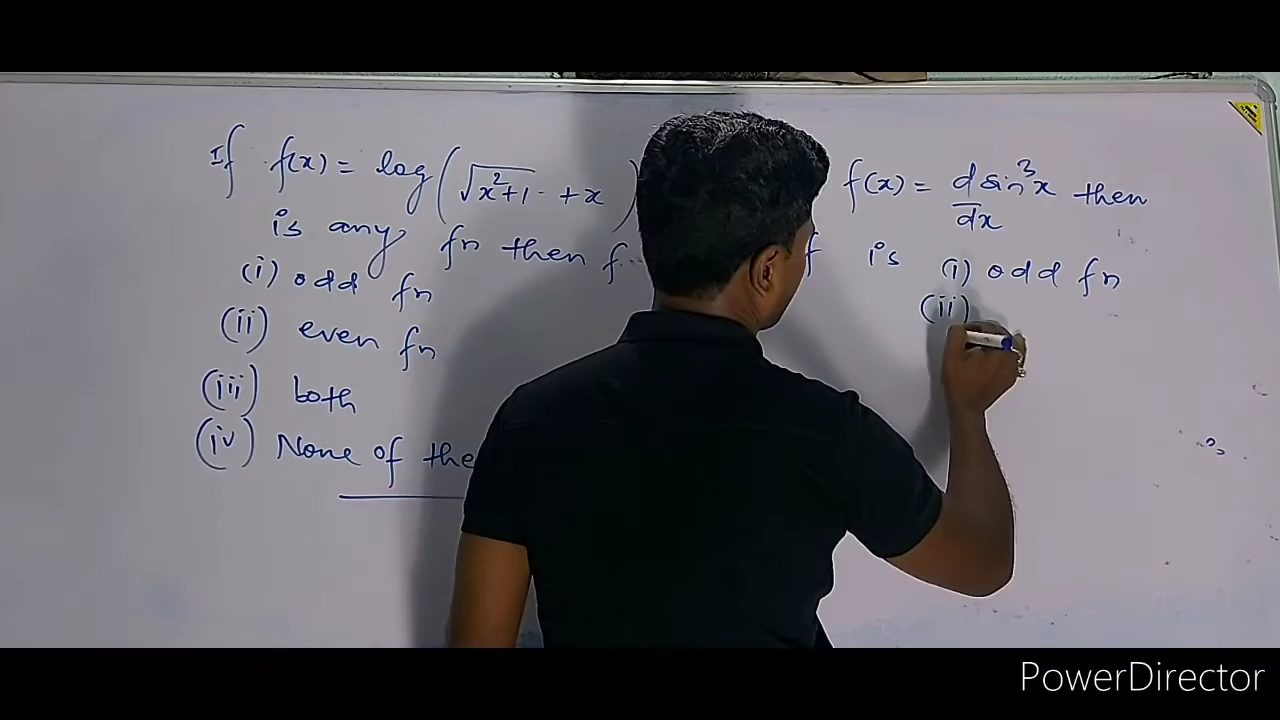 If f(x) = log(√x²+1 + x)
is any fn then f..
(i) odd fn
(ii) even fn
(iii) both
(iv) None of the
f(x) = d/dx sin³x then
f is (i) odd fn
(ii)
PowerDirector